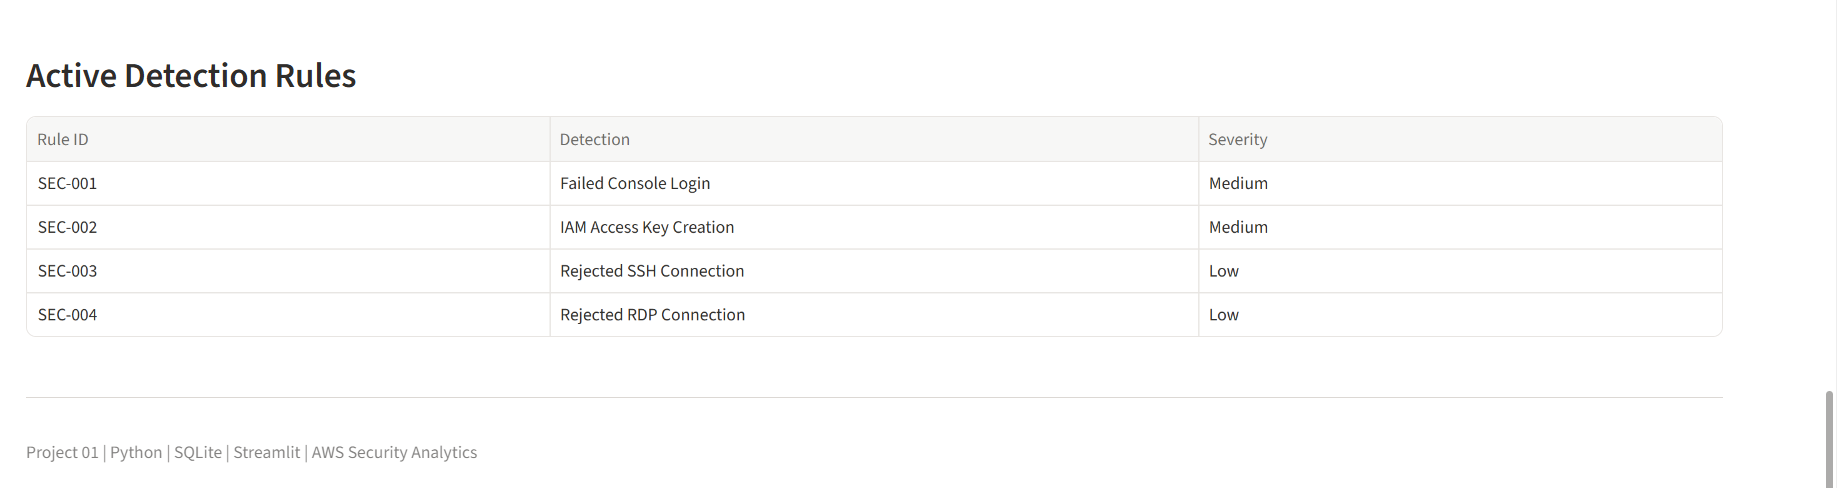 Active Detection Rules
Rule ID Detection Severity
SEC-001 Failed Console Login Medium
SEC-002 IAM Access Key Creation Medium
SEC-003 Rejected SSH Connection Low
SEC-004 Rejected RDP Connection Low
Project 01 | Python | SQLite | Streamlit | AWS Security Analytics